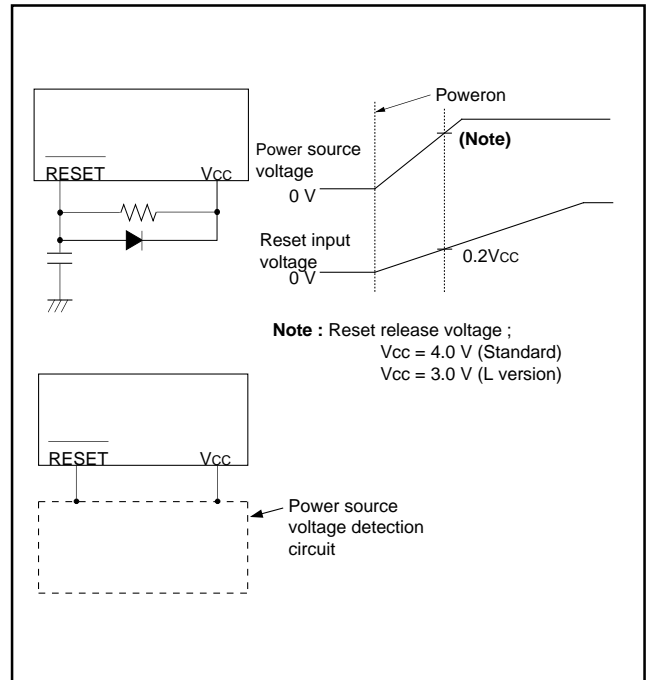 RESET Vcc
Poweron
(Note)
Power source
voltage
0 V
Reset input
voltage
0 V
0.2Vcc
Note : Reset release voltage ;
Vcc = 4.0 V (Standard)
Vcc = 3.0 V (L version)
RESET Vcc
Power source
voltage detection
circuit